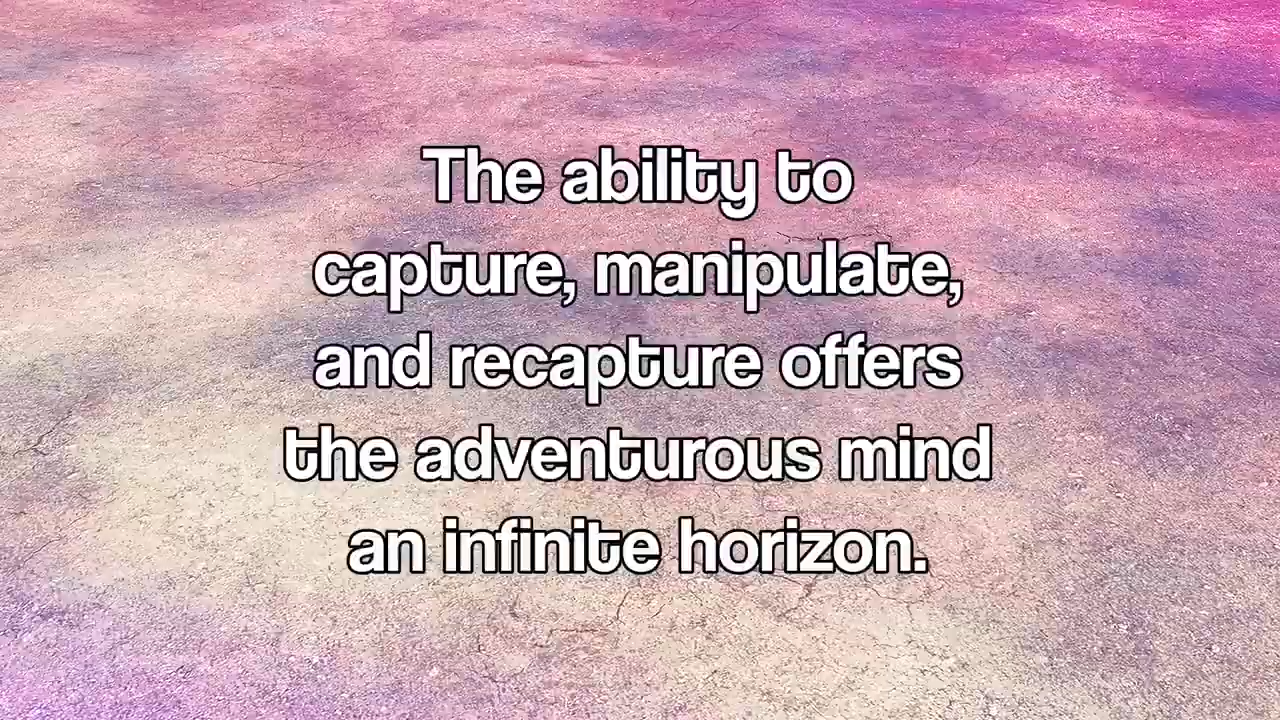 The ability to
capture, manipulate,
and recapture offers
the adventurous mind
an infinite horizon.